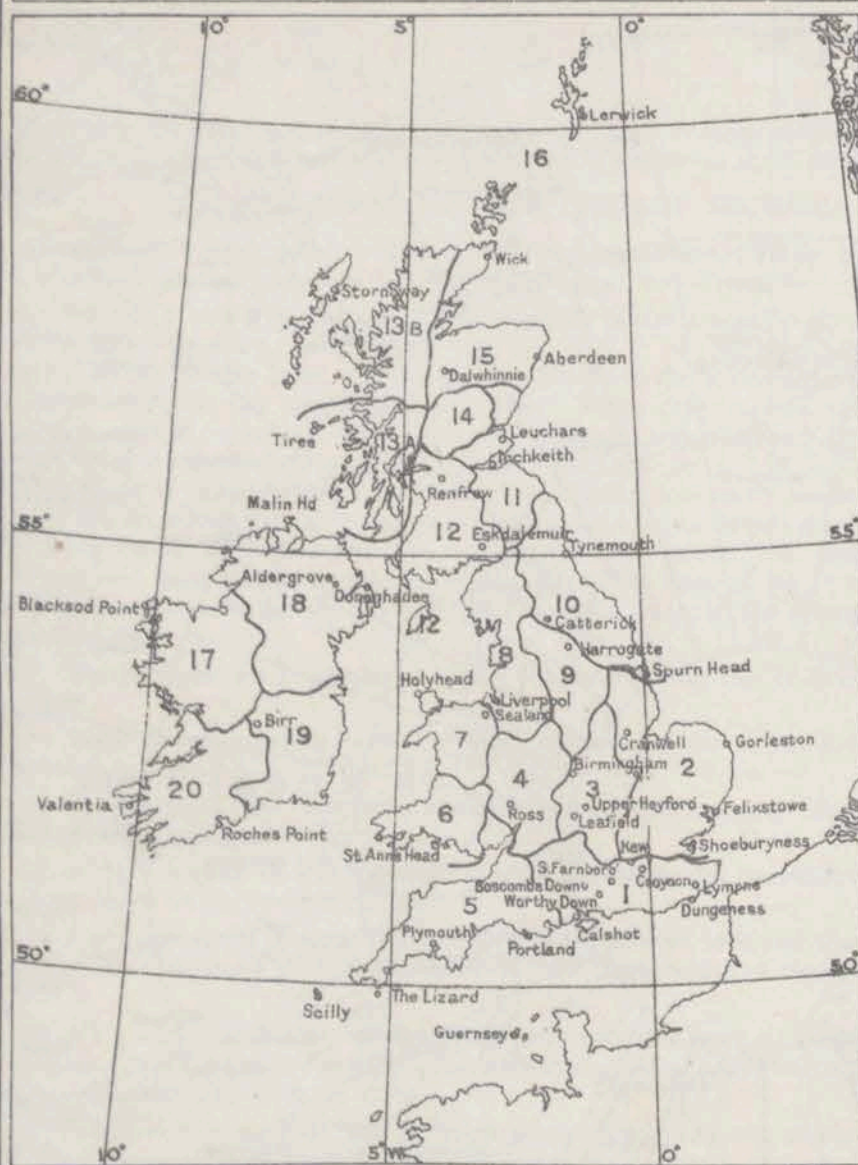 10°
5°
0°
5
60°
Lerwick
16
Wick
Stornoway
13 B
15
Aberdeen
Dalwhinnie
14
Leuchars
Tiree
13 A
Inchkeith
Renfrew
11
Malin Hd
55°
12
Eskdalemuir
Tynemouth
55°
Aldergrove
Donaghadee
18
Blacksod Point
12
10
Catterick
Harrogate
17
8
9
Spurn Head
Holyhead
Liverpool
Sealand
Birr
19
Cranwell
Gorleston
7
Birmingham
2
4
3
20
Upper Heyford
Felixstowe
Valentia
Ross
Leafield
6
Roches Point
Kew
Shoeburyness
St. Anns Head
S. Farnboro
Croydon
Lympne
Boscombe Down
5
Worthy Down
1
Dungeness
Calshot
Plymouth
Portland
50°
50°
Scilly
The Lizard
Guernsey
10°
5°W
0°